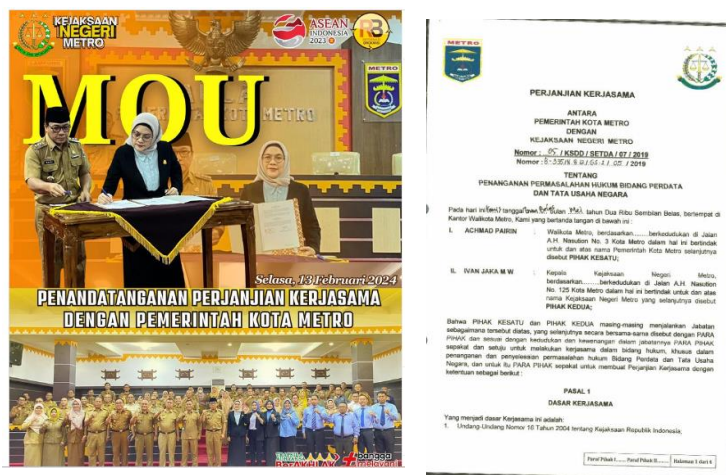 KEJAKSAAN
NEGERI
METRO
ASEAN
INDONESIA
2023
RB
METRO
MOU
KOTA METRO
Selasa, 13 Februari 2024
PENANDATANGANAN PERJANJIAN KERJASAMA
DENGAN PEMERINTAH KOTA METRO
BerAKHLAK
#bangga
melayani
METRO
PERJANJIAN KERJASAMA
ANTARA
PEMERINTAH KOTA METRO
DENGAN
KEJAKSAAN NEGERI METRO
Nomor : 05 / KSDD / SETDA / 07 / 2019
Nomor: / 2019
TENTANG
PENANGANAN PERMASALAHAN HUKUM BIDANG PERDATA
DAN TATA USAHA NEGARA
Pada hari ini tanggal bulan Mei tahun Dua Ribu Sembilan Belas, bertempat di
Kantor Walikota Metro, Kami yang bertanda tangan di bawah ini :
I. ACHMAD PAIRIN : Walikota Metro, berdasarkan........berkedudukan di Jalan
A.H. Nasution No. 3 Kota Metro dalam hal ini bertindak
untuk dan atas nama Pemerintah Kota Metro selanjutnya
disebut PIHAK KESATU;
II. IVAN JAKA M.W : Kepala Kejaksaan Negeri Metro,
berdasarkan........berkedudukan di Jalan A.H. Nasution
No. 125 Kota Metro dalam hal ini bertindak untuk dan atas
nama Kejaksaan Negeri Metro yang selanjutnya disebut
PIHAK KEDUA;
Bahwa PIHAK KESATU dan PIHAK KEDUA masing-masing menjalankan Jabatan
sebagaimana tersebut diatas, yang selanjutnya secara bersama-sama disebut dengan PARA
PIHAK dan sesuai dengan kedudukan dan kewenangan dalam jabatannya PARA PIHAK
sepakat dan setuju untuk melakukan kerjasama dalam bidang hukum, khusus dalam
penanganan dan penyelesaian permasalahan hukum Bidang Perdata dan Tata Usaha
Negara, dan untuk itu PARA PIHAK sepakat untuk membuat Perjanjian Kerjasama dengan
ketentuan sebagai berikut :
PASAL 1
DASAR KERJASAMA
Yang menjadi dasar Kerjasama ini adalah:
1. Undang-Undang Nomor 16 Tahun 2004 tentang Kejaksaan Republik Indonesia;
Paraf Pihak I....... Paraf Pihak II....... Halaman 1 dari 6